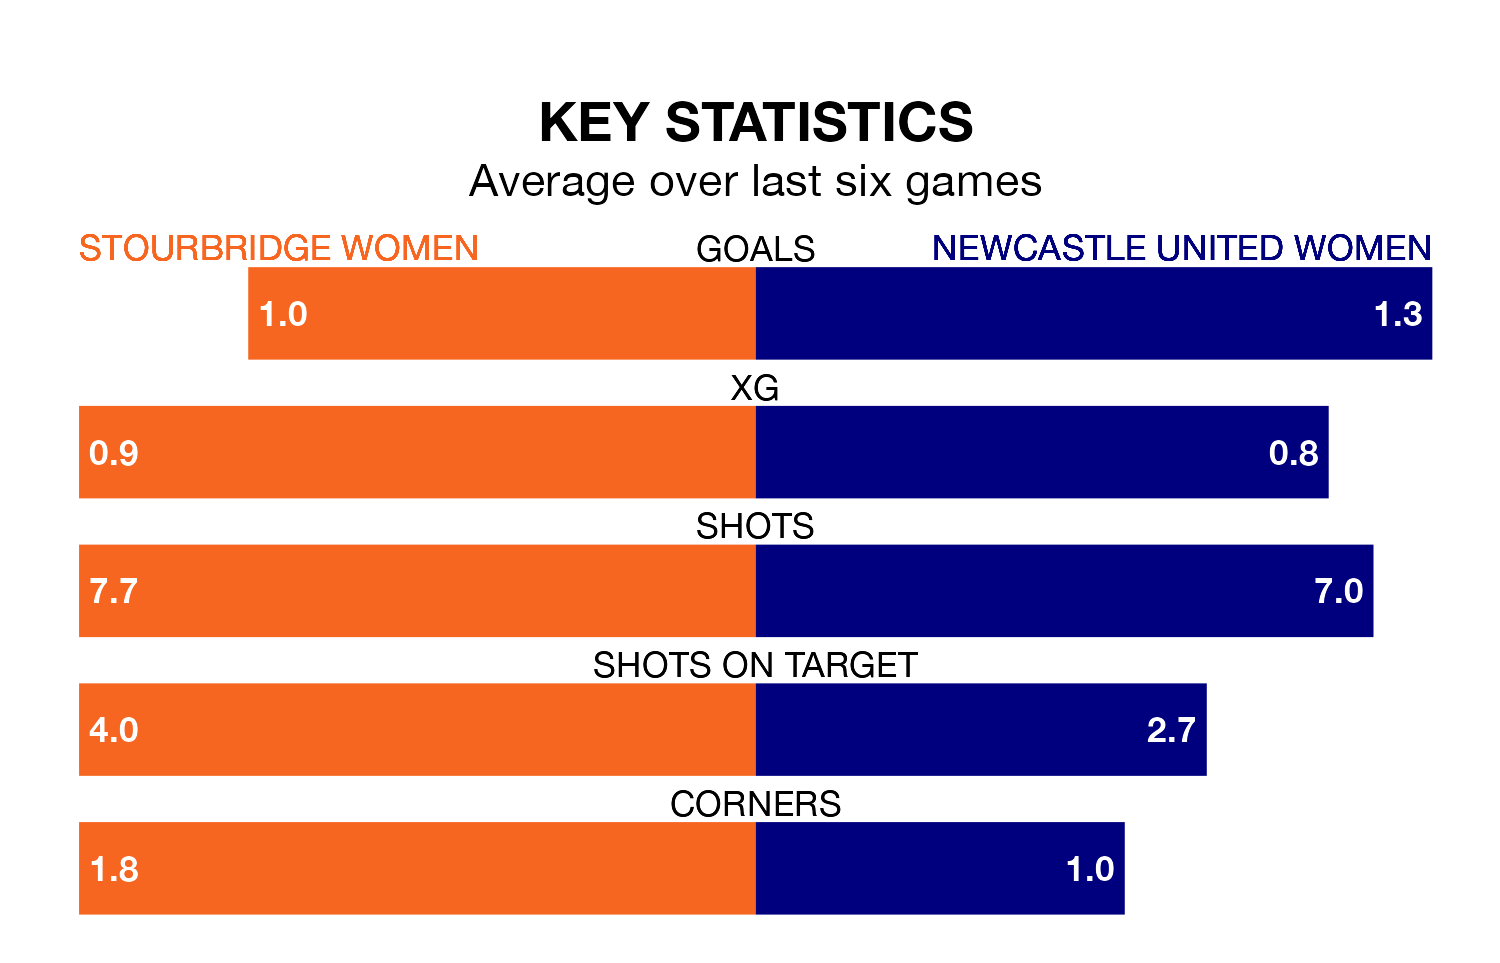 KEY STATISTICS
Average over last six games
STOURBRIDGE WOMEN GOALS NEWCASTLE UNITED WOMEN
1.0 1.3
XG
0.9 0.8
SHOTS
7.7 7.0
SHOTS ON TARGET
4.0 2.7
CORNERS
1.8 1.0